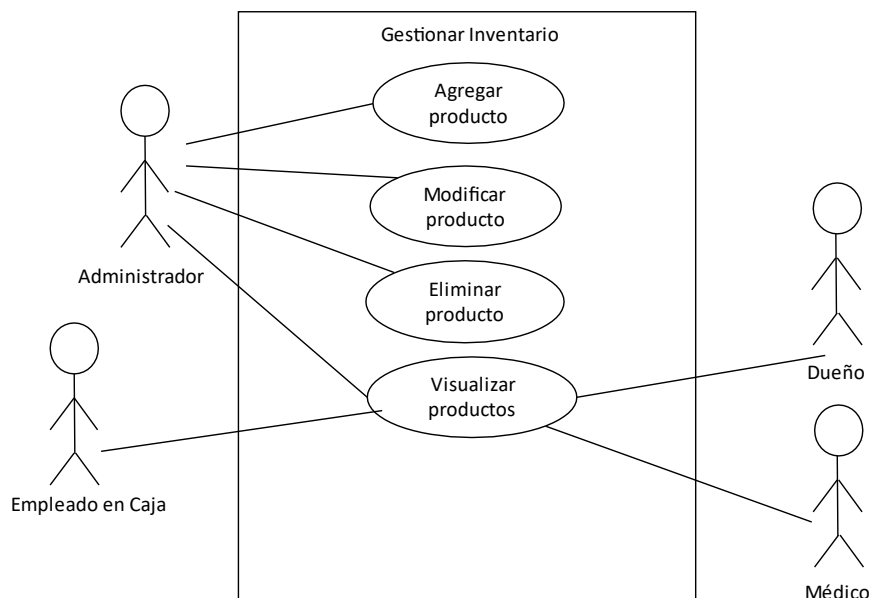 Gestionar Inventario
Agregar
producto
Modificar
producto
Administrador
Eliminar
producto
Dueño
Visualizar
productos
Empleado en Caja
Médico